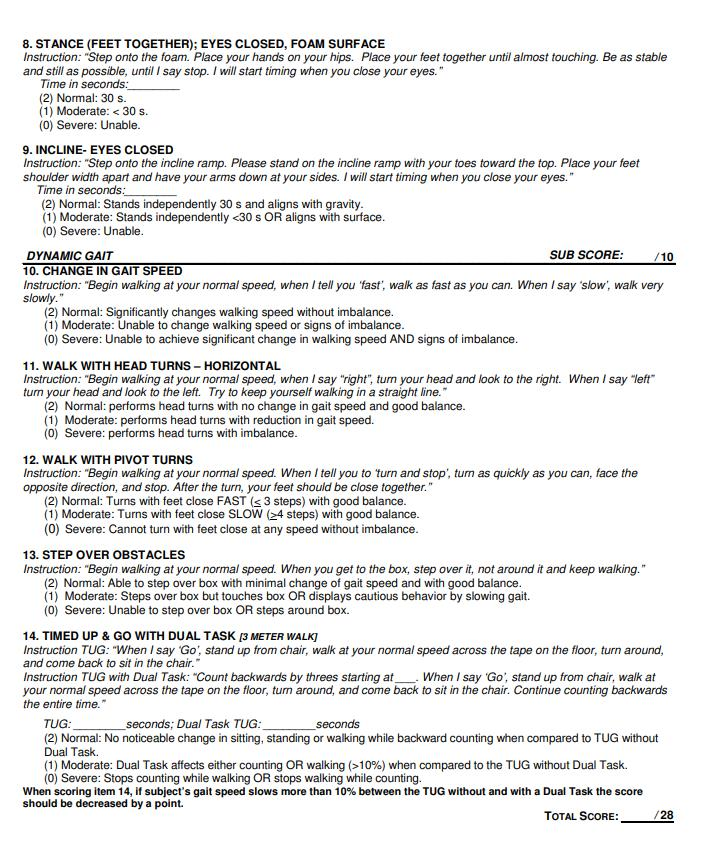 8. STANCE (FEET TOGETHER); EYES CLOSED, FOAM SURFACE
Instruction: “Step onto the foam. Place your hands on your hips.  Place your feet together until almost touching. Be as stable
and still as possible, until I say stop. I will start timing when you close your eyes.”
Time in seconds:________
(2) Normal: 30 s.
(1) Moderate: < 30 s.
(0) Severe: Unable.
9. INCLINE- EYES CLOSED
Instruction: “Step onto the incline ramp. Please stand on the incline ramp with your toes toward the top. Place your feet
shoulder width apart and have your arms down at your sides. I will start timing when you close your eyes.”
Time in seconds:________
(2) Normal: Stands independently 30 s and aligns with gravity.
(1) Moderate: Stands independently <30 s OR aligns with surface.
(0) Severe: Unable.
DYNAMIC GAIT SUB SCORE: /10
10. CHANGE IN GAIT SPEED
Instruction: “Begin walking at your normal speed, when I tell you ‘fast’, walk as fast as you can. When I say ‘slow’, walk very
slowly.”
(2) Normal: Significantly changes walking speed without imbalance.
(1) Moderate: Unable to change walking speed or signs of imbalance.
(0) Severe: Unable to achieve significant change in walking speed AND signs of imbalance.
11. WALK WITH HEAD TURNS – HORIZONTAL
Instruction: “Begin walking at your normal speed, when I say “right”, turn your head and look to the right.  When I say “left”
turn your head and look to the left.  Try to keep yourself walking in a straight line.”
(2) Normal: performs head turns with no change in gait speed and good balance.
(1) Moderate: performs head turns with reduction in gait speed.
(0) Severe: performs head turns with imbalance.
12. WALK WITH PIVOT TURNS
Instruction: “Begin walking at your normal speed. When I tell you to ‘turn and stop’, turn as quickly as you can, face the
opposite direction, and stop. After the turn, your feet should be close together.”
(2) Normal: Turns with feet close FAST (≤ 3 steps) with good balance.
(1) Moderate: Turns with feet close SLOW (≥4 steps) with good balance.
(0) Severe: Cannot turn with feet close at any speed without imbalance.
13. STEP OVER OBSTACLES
Instruction: “Begin walking at your normal speed. When you get to the box, step over it, not around it and keep walking.”
(2) Normal: Able to step over box with minimal change of gait speed and with good balance.
(1) Moderate: Steps over box but touches box OR displays cautious behavior by slowing gait.
(0) Severe: Unable to step over box OR steps around box.
14. TIMED UP & GO WITH DUAL TASK [3 METER WALK]
Instruction TUG: “When I say ‘Go’, stand up from chair, walk at your normal speed across the tape on the floor, turn around,
and come back to sit in the chair.”
Instruction TUG with Dual Task: “Count backwards by threes starting at ___. When I say ‘Go’, stand up from chair, walk at
your normal speed across the tape on the floor, turn around, and come back to sit in the chair. Continue counting backwards
the entire time.”
TUG: ________seconds; Dual Task TUG: ________seconds
(2) Normal: No noticeable change in sitting, standing or walking while backward counting when compared to TUG without
Dual Task.
(1) Moderate: Dual Task affects either counting OR walking (>10%) when compared to the TUG without Dual Task.
(0) Severe: Stops counting while walking OR stops walking while counting.
When scoring item 14, if subject’s gait speed slows more than 10% between the TUG without and with a Dual Task the score
should be decreased by a point.
TOTAL SCORE: _____/28